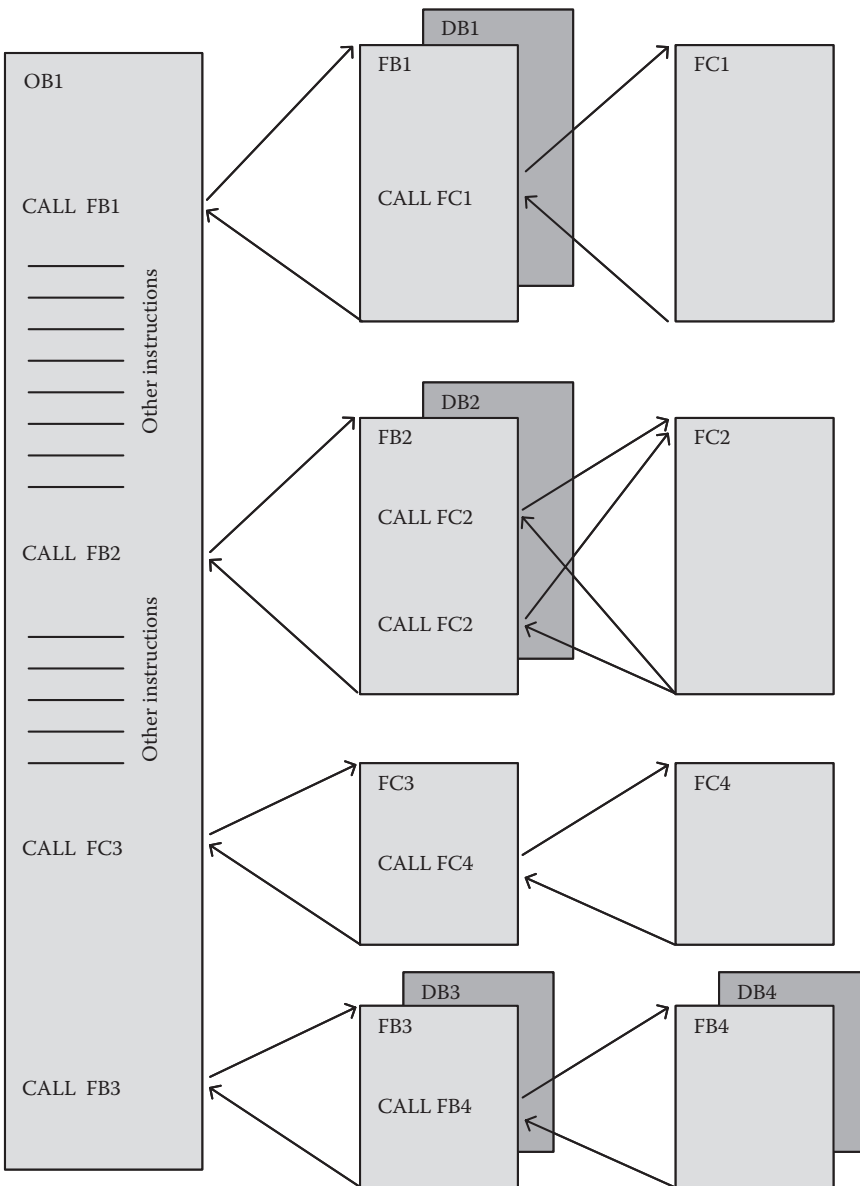 OB1
CALL FB1
Other instructions
CALL FB2
Other instructions
CALL FC3
CALL FB3
DB1
FB1
CALL FC1
FC1
DB2
FB2
CALL FC2
CALL FC2
FC2
FC3
CALL FC4
FC4
DB3
FB3
CALL FB4
DB4
FB4